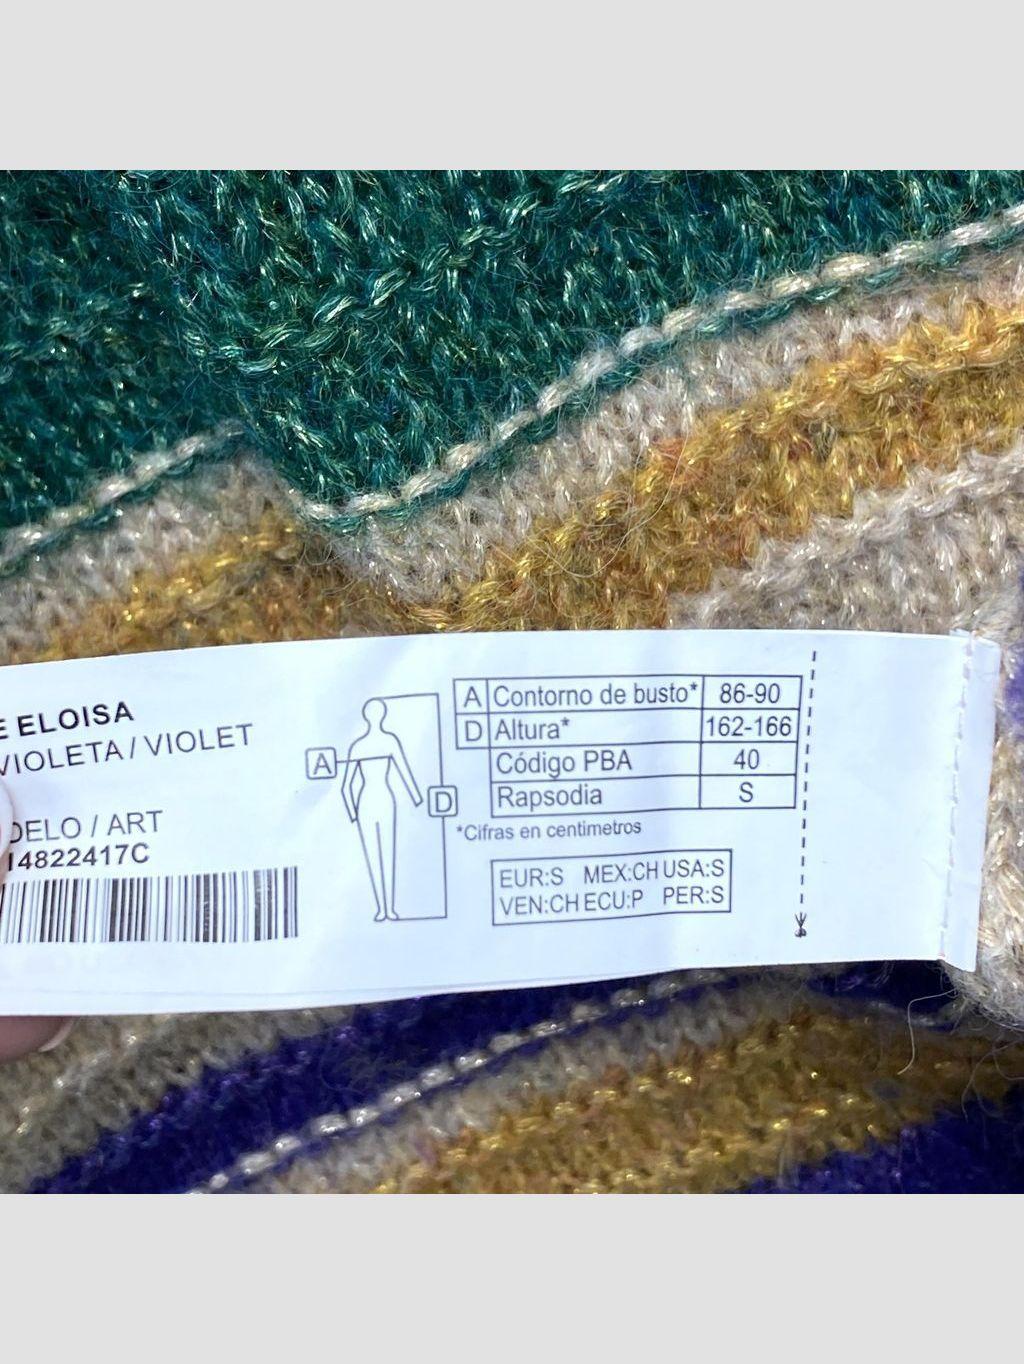 ELOISA
VIOLETA / VIOLET
DELO / ART
14822417C
A
D
A Contorno de busto* 86-90
D Altura* 162-166
Código PBA 40
Rapsodia S
*Cifras en centimetros
EUR:S MEX:CH USA:S
VEN:CH ECU:P PER:S